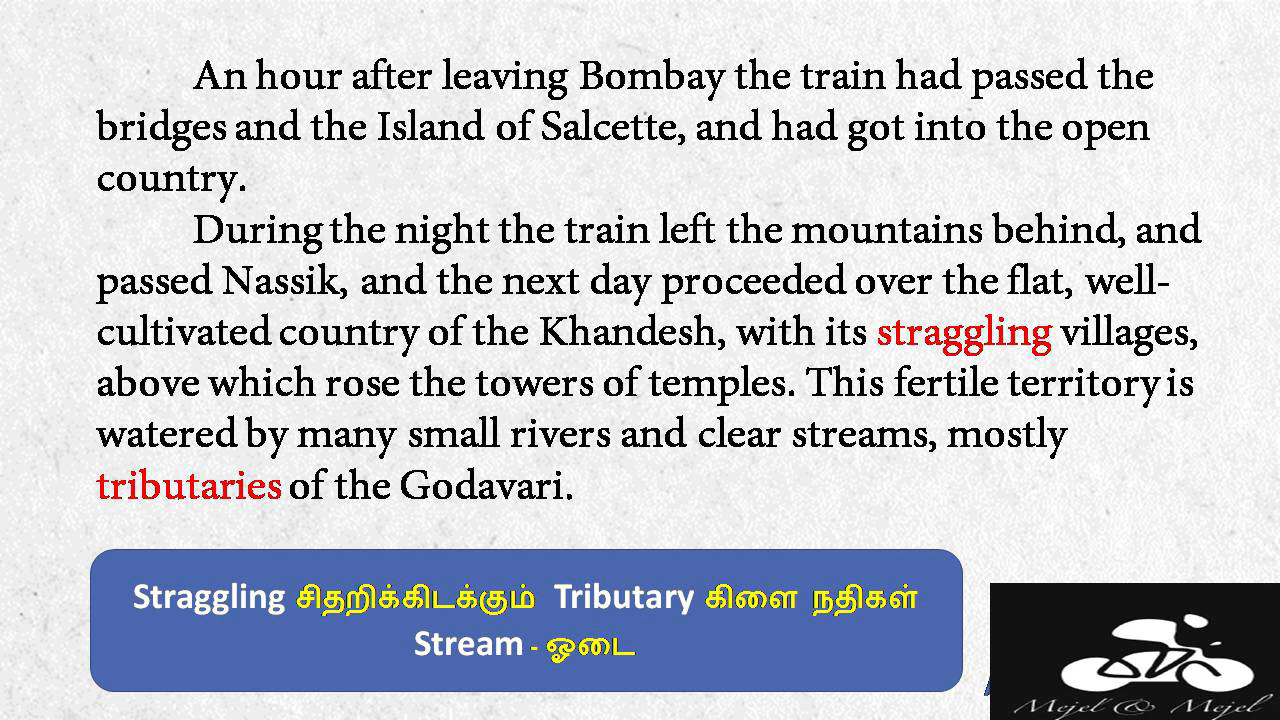 An hour after leaving Bombay the train had passed the
bridges and the Island of Salcette, and had got into the open
country.
During the night the train left the mountains behind, and
passed Nassik, and the next day proceeded over the flat, well-
cultivated country of the Khandesh, with its straggling villages,
above which rose the towers of temples. This fertile territory is
watered by many small rivers and clear streams, mostly
tributaries of the Godavari.
Straggling சிதறிக்கிடக்கும் Tributary கிளை நதிகள்
Stream - ஓடை
Mejel & Mejel